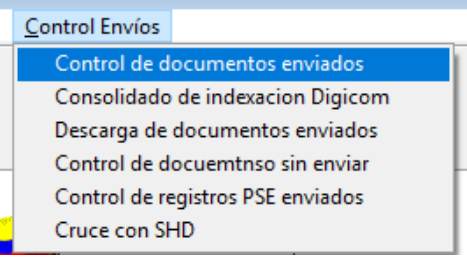 Control Envíos
Control de documentos enviados
Consolidado de indexacion Digicom
Descarga de documentos enviados
Control de docuemtnso sin enviar
Control de registros PSE enviados
Cruce con SHD